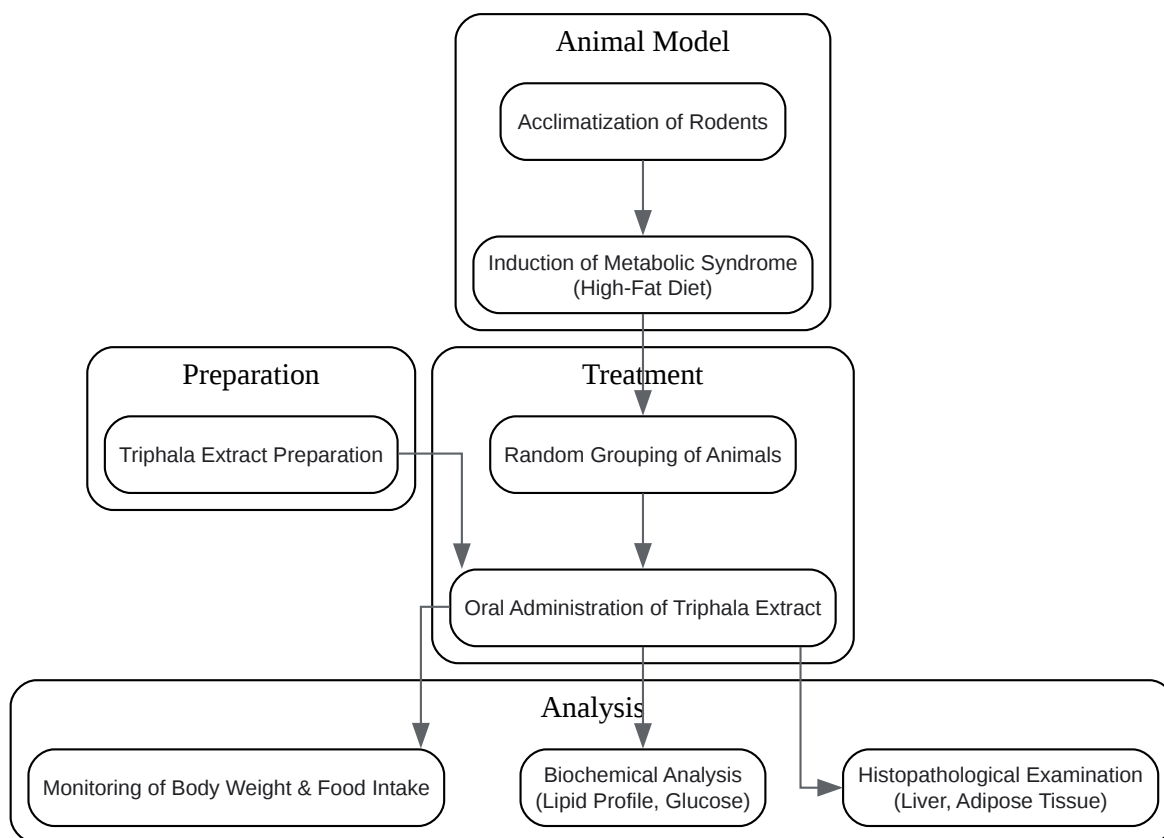 Animal Model
Acclimatization of Rodents
Induction of Metabolic Syndrome
(High-Fat Diet)
Preparation
Triphala Extract Preparation
Treatment
Random Grouping of Animals
Oral Administration of Triphala Extract
Analysis
Monitoring of Body Weight & Food Intake
Biochemical Analysis
(Lipid Profile, Glucose)
Histopathological Examination
(Liver, Adipose Tissue)